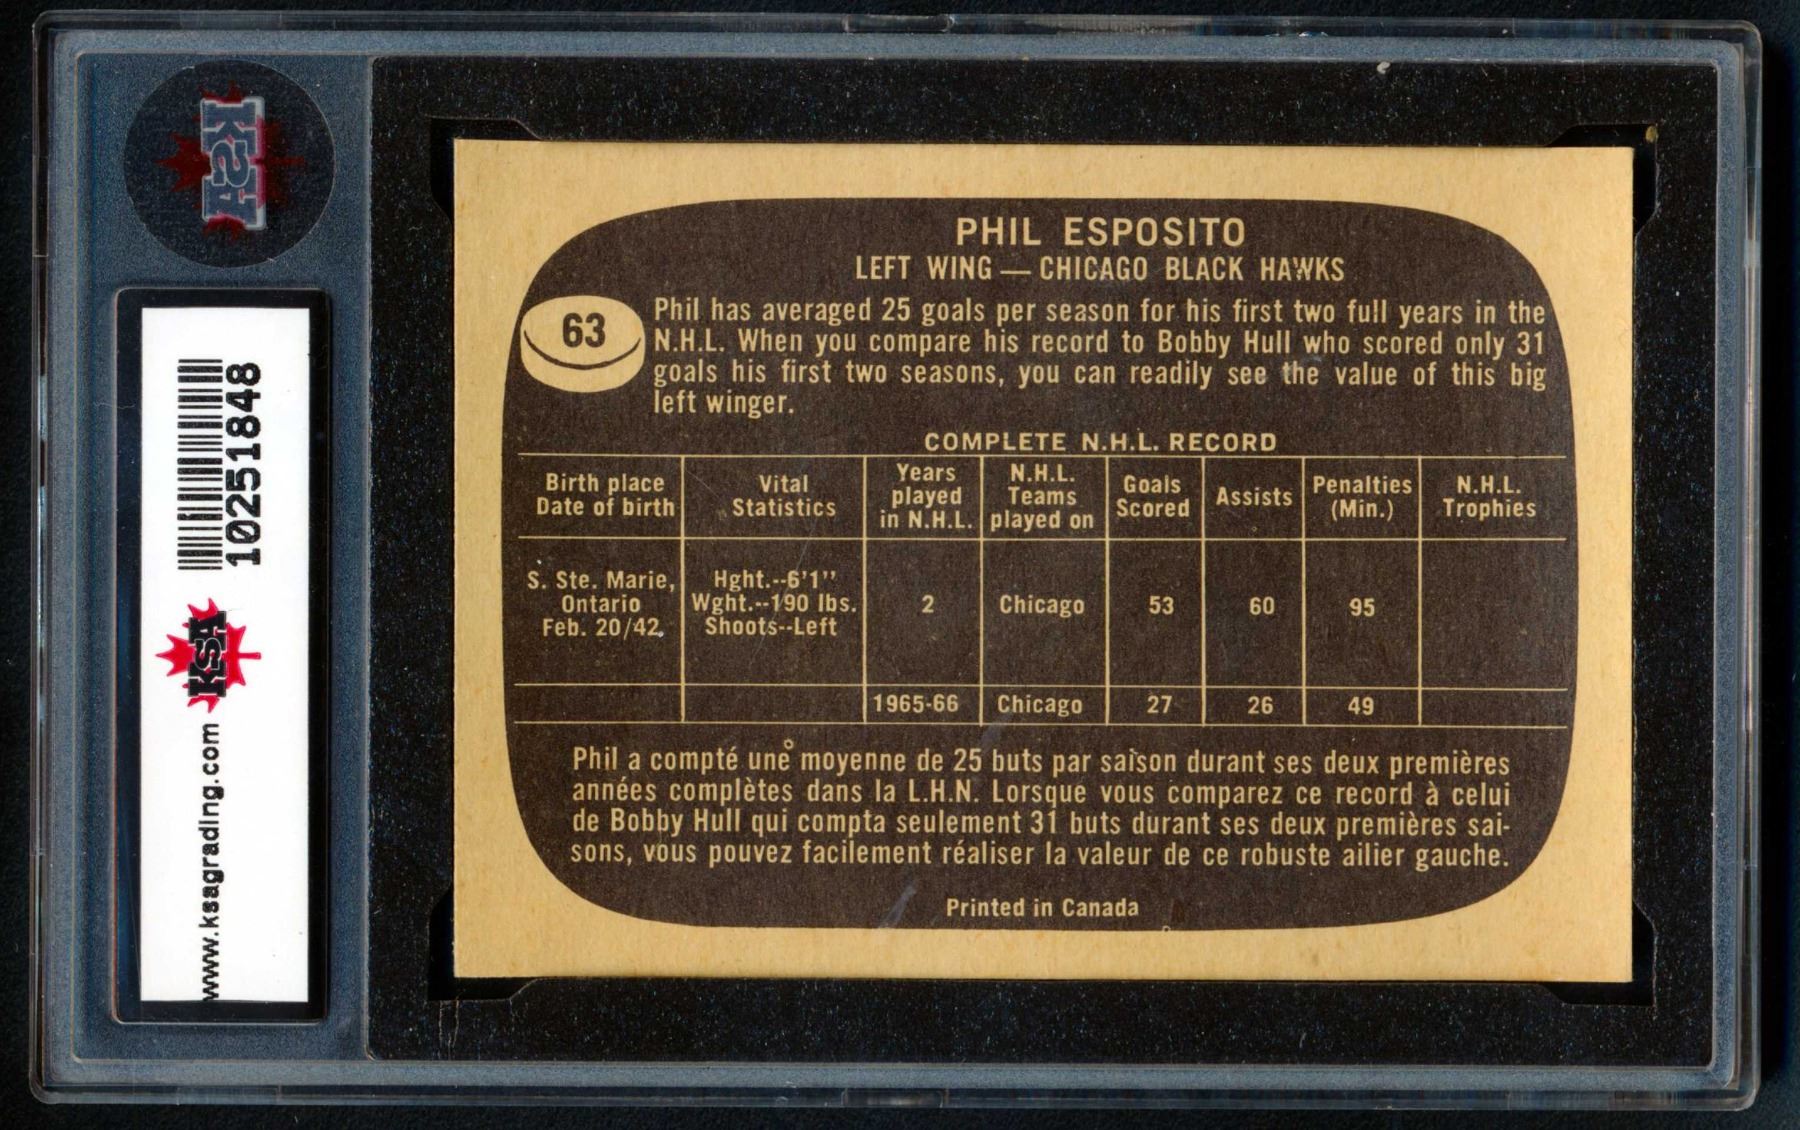 KSA
10251848
KSA
www.ksagrading.com
PHIL ESPOSITO
LEFT WING — CHICAGO BLACK HAWKS
63
Phil has averaged 25 goals per season for his first two full years in the
N.H.L. When you compare his record to Bobby Hull who scored only 31
goals his first two seasons, you can readily see the value of this big
left winger.
COMPLETE N.H.L. RECORD
Birth place
Date of birth
Vital
Statistics
Years
played
in N.H.L.
N.H.L.
Teams
played on
Goals
Scored
Assists
Penalties
(Min.)
N.H.L.
Trophies
S. Ste. Marie,
Ontario
Feb. 20/42.
Hght.--6'1"
Wght.--190 lbs.
Shoots--Left
2
Chicago
53
60
95
1965-66
Chicago
27
26
49
Phil a compté une moyenne de 25 buts par saison durant ses deux premières
années complètes dans la L.H.N. Lorsque vous comparez ce record à celui
de Bobby Hull qui compta seulement 31 buts durant ses deux premières sai-
sons, vous pouvez facilement réaliser la valeur de ce robuste ailier gauche.
Printed in Canada